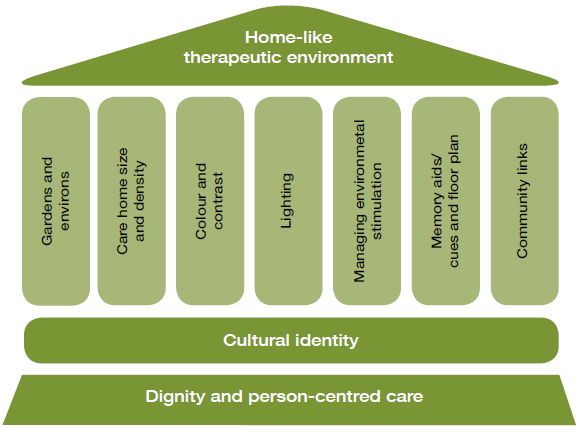 Home-like
therapeutic environment
Gardens and
environs
Care home size
and density
Colour and
contrast
Lighting
Managing environmetal
stimulation
Memory aids/
cues and floor plan
Community links
Cultural identity
Dignity and person-centred care